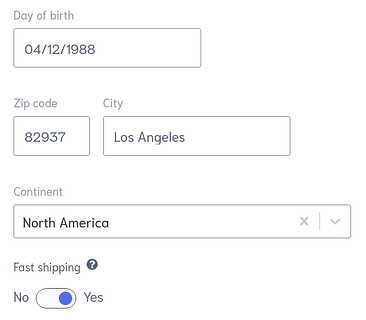 Day of birth
04/12/1988
Zip code City
82937 Los Angeles
Continent
North America
Fast shipping ?
No Yes